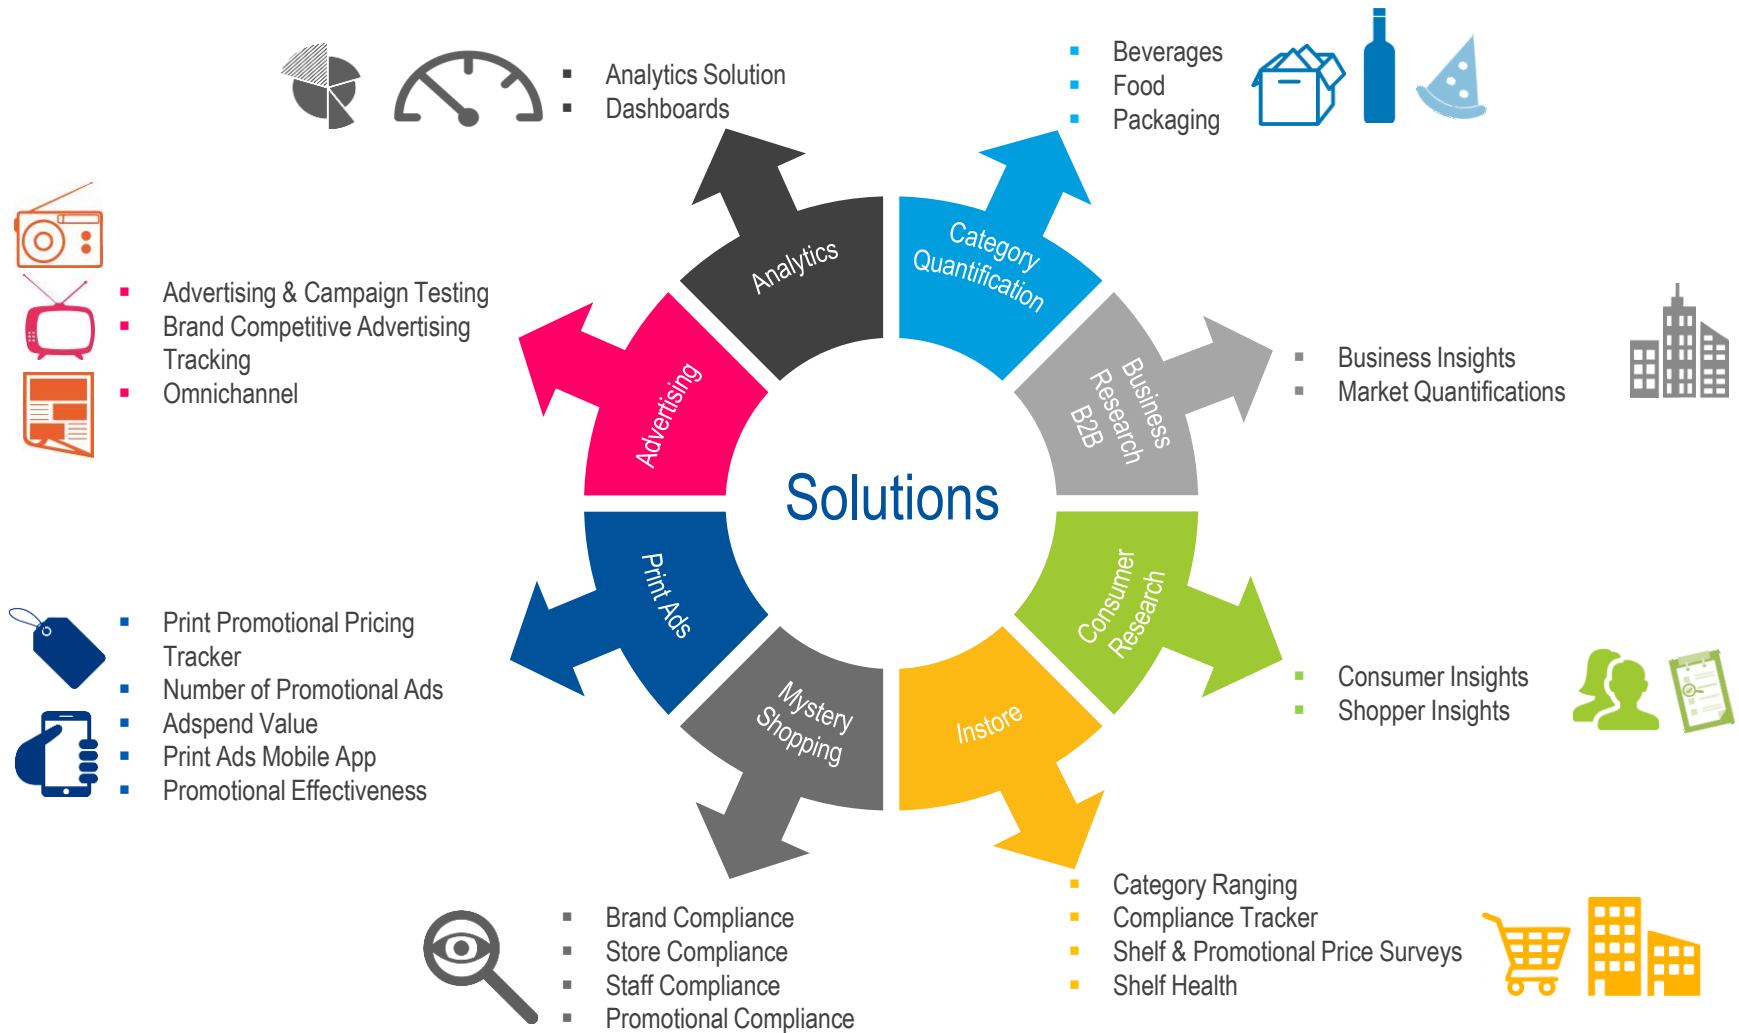 Analytics Solution
Dashboards
Beverages
Food
Packaging
Advertising & Campaign Testing
Brand Competitive Advertising
Tracking
Omnichannel
Business Insights
Market Quantifications
Analytics
Category
Quantification
Advertising
Business
Research
B2B
Solutions
Print Ads
Consumer
Research
Mystery
Shopping
Instore
Print Promotional Pricing
Tracker
Number of Promotional Ads
Adspend Value
Print Ads Mobile App
Promotional Effectiveness
Consumer Insights
Shopper Insights
Brand Compliance
Store Compliance
Staff Compliance
Promotional Compliance
Category Ranging
Compliance Tracker
Shelf & Promotional Price Surveys
Shelf Health